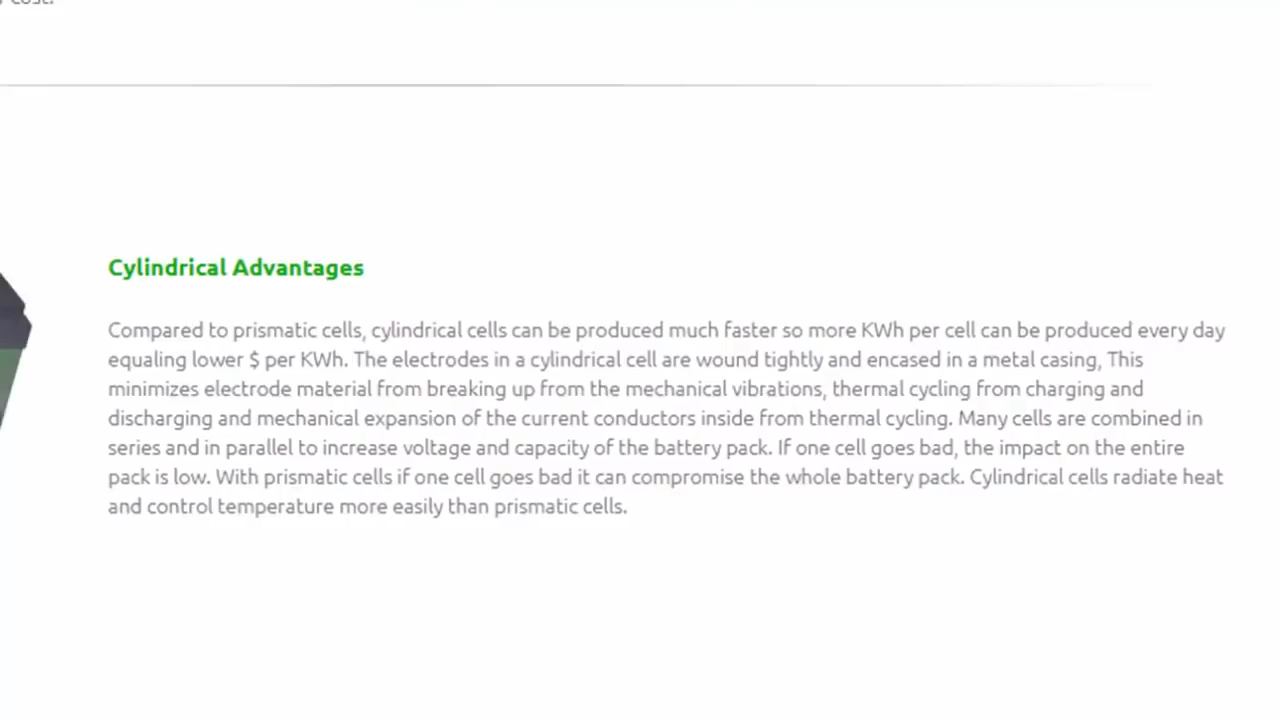 cost.
Cylindrical Advantages
Compared to prismatic cells, cylindrical cells can be produced much faster so more KWh per cell can be produced every day
equaling lower $ per KWh. The electrodes in a cylindrical cell are wound tightly and encased in a metal casing, This
minimizes electrode material from breaking up from the mechanical vibrations, thermal cycling from charging and
discharging and mechanical expansion of the current conductors inside from thermal cycling. Many cells are combined in
series and in parallel to increase voltage and capacity of the battery pack. If one cell goes bad, the impact on the entire
pack is low. With prismatic cells if one cell goes bad it can compromise the whole battery pack. Cylindrical cells radiate heat
and control temperature more easily than prismatic cells.